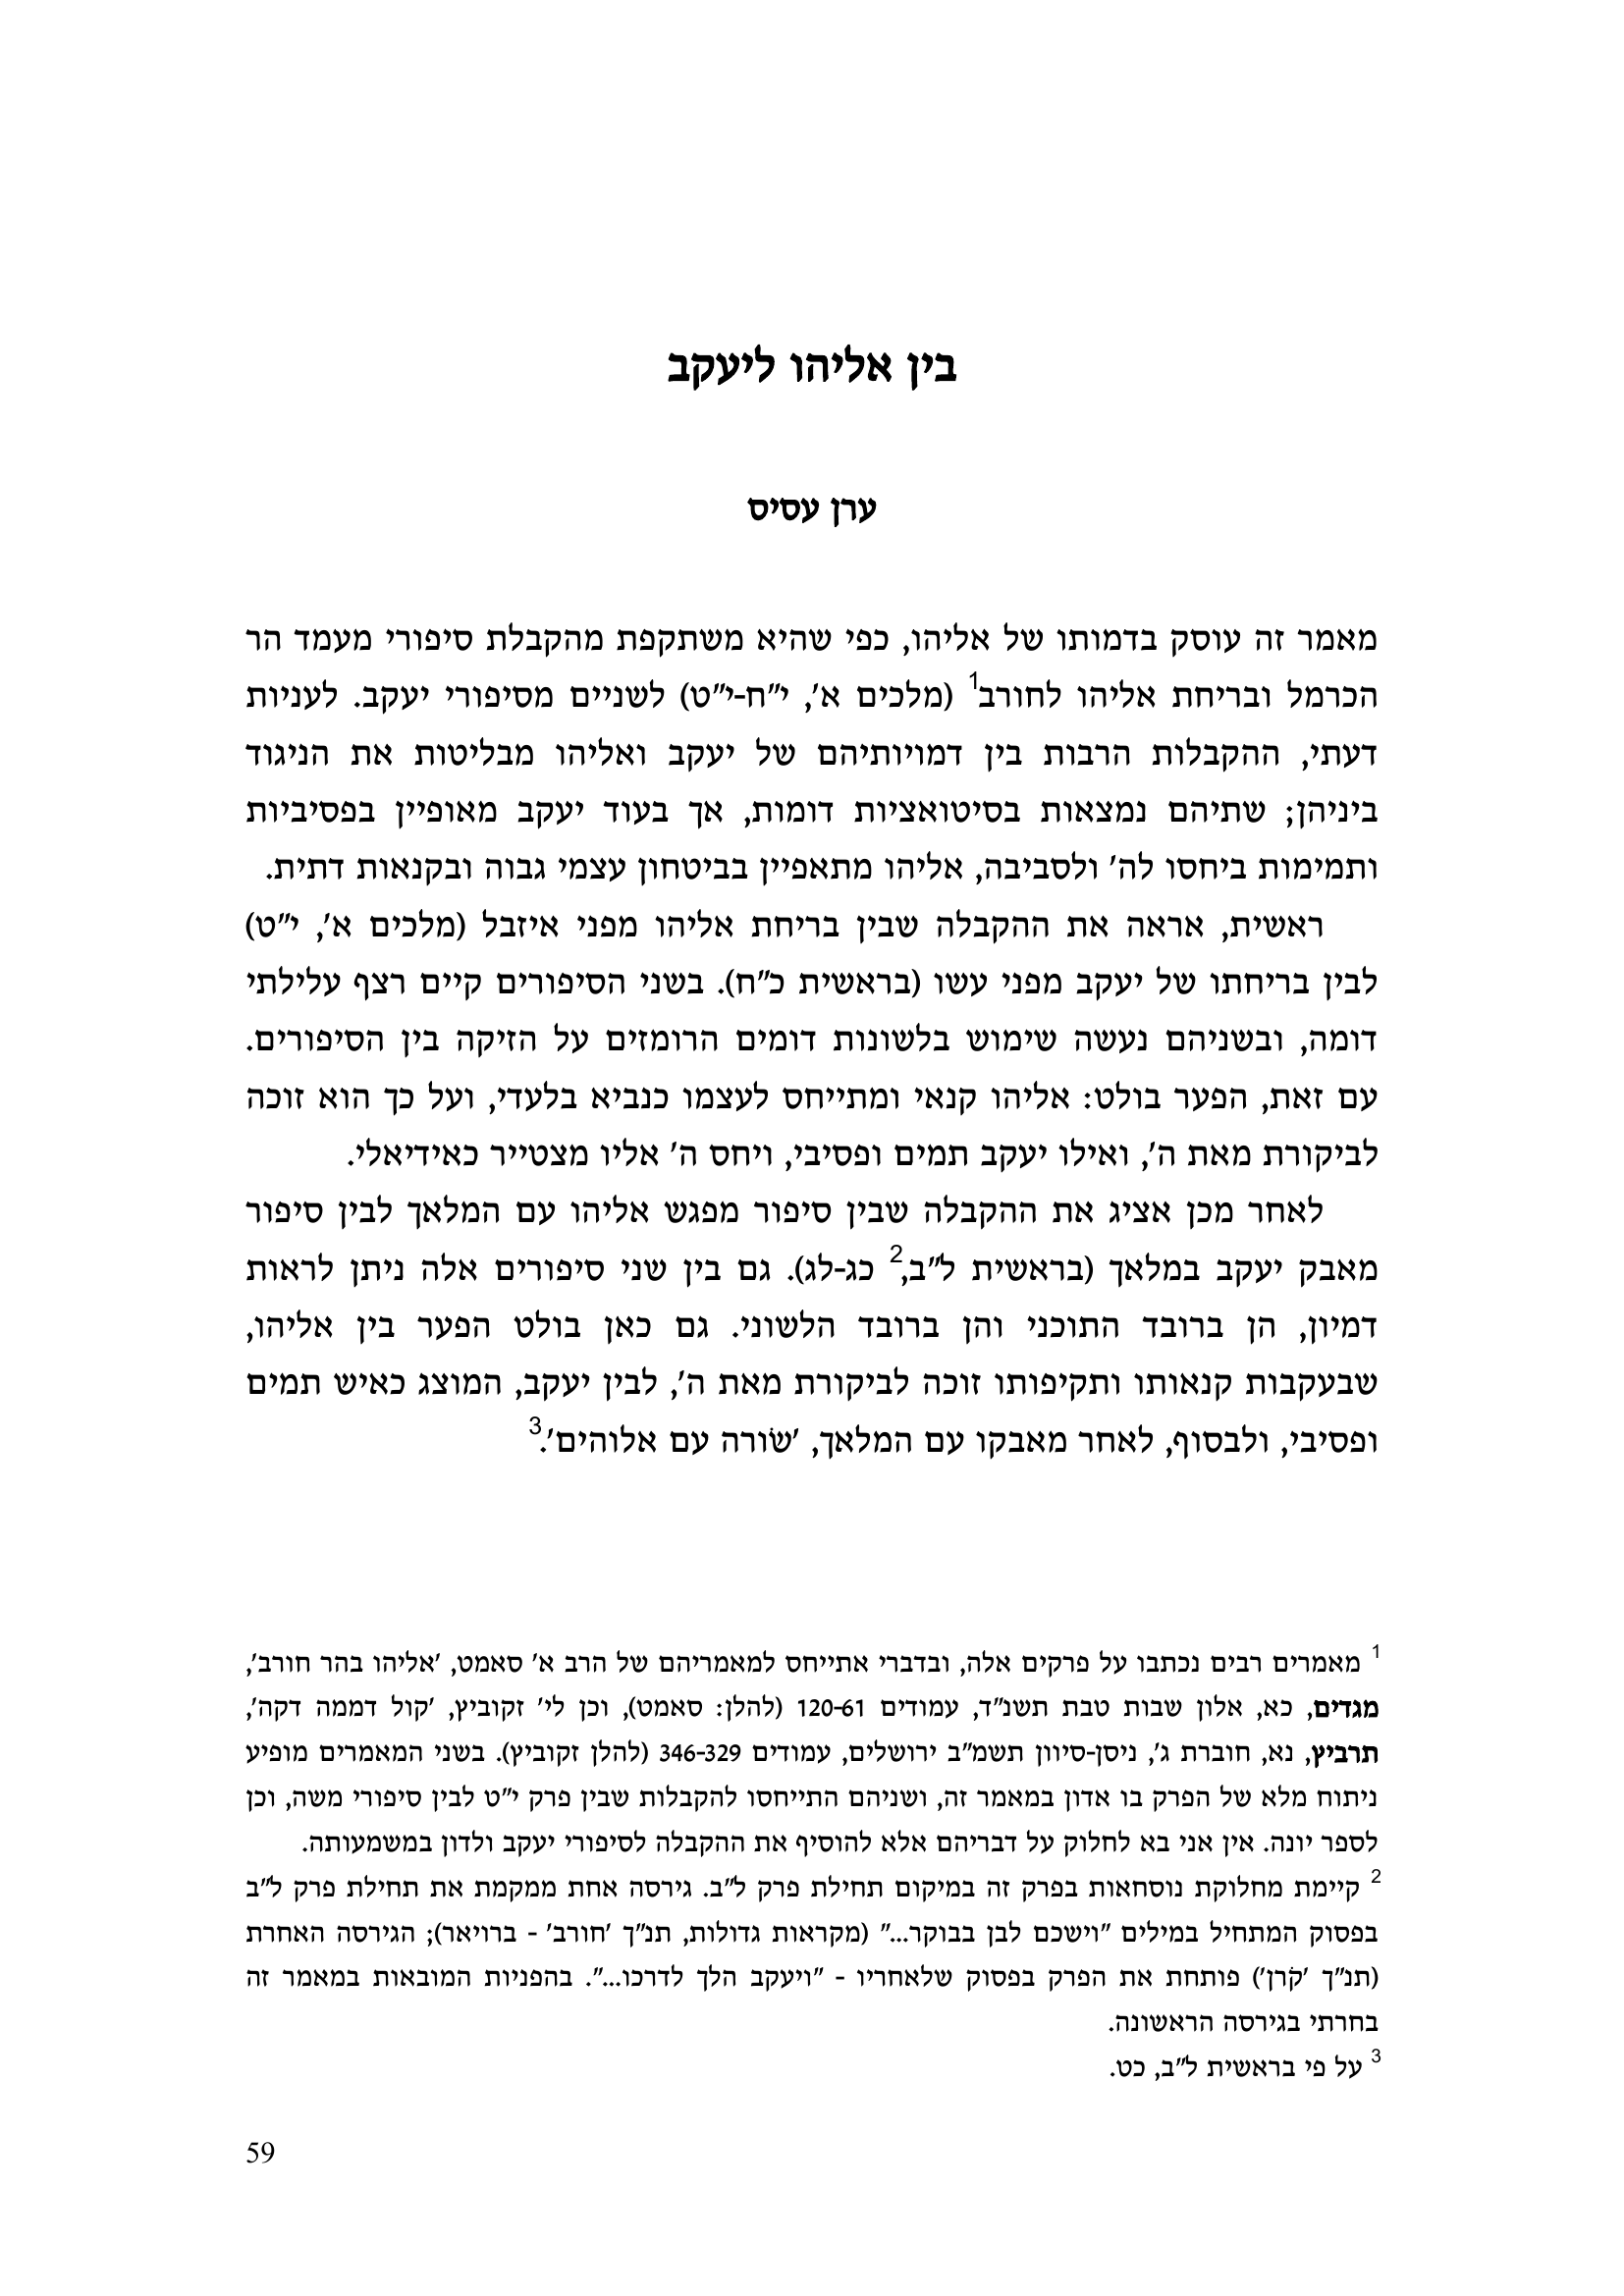 בין אליהו ליעקב
ערן עסיס
מאמר זה עוסק בדמותו של אליהו, כפי שהיא משתקפת מהקבלת סיפורי מעמד הר
הכרמל ובריחת אליהו לחורב1 (מלכים א', י"ח-י"ט) לשניים מסיפורי יעקב. לעניות
דעתי, ההקבלות הרבות בין דמויותיהם של יעקב ואליהו מבליטות את הניגוד
ביניהן; שתיהם נמצאות בסיטואציות דומות, אך בעוד יעקב מאופיין בפסיביות
ותמימות ביחסו לה' ולסביבה, אליהו מתאפיין בביטחון עצמי גבוה ובקנאות דתית.
ראשית, אראה את ההקבלה שבין בריחת אליהו מפני איזבל (מלכים א', י"ט)
לבין בריחתו של יעקב מפני עשו (בראשית כ"ח). בשני הסיפורים קיים רצף עלילתי
דומה, ובשניהם נעשה שימוש בלשונות דומים הרומזים על הזיקה בין הסיפורים.
עם זאת, הפער בולט: אליהו קנאי ומתייחס לעצמו כנביא בלעדי, ועל כך הוא זוכה
לביקורת מאת ה', ואילו יעקב תמים ופסיבי, ויחס ה' אליו מצטייר כאידיאלי.
לאחר מכן אציג את ההקבלה שבין סיפור מפגש אליהו עם המלאך לבין סיפור
מאבק יעקב במלאך (בראשית ל"ב,2 כג-לג). גם בין שני סיפורים אלה ניתן לראות
דמיון, הן ברובד התוכני והן ברובד הלשוני. גם כאן בולט הפער בין אליהו,
שבעקבות קנאותו ותקיפותו זוכה לביקורת מאת ה', לבין יעקב, המוצג כאיש תמים
ופסיבי, ולבסוף, לאחר מאבקו עם המלאך, 'שׂורה עם אלוהים'.3
1 מאמרים רבים נכתבו על פרקים אלה, ובדברי אתייחס למאמריהם של הרב א' סאמט, 'אליהו בהר חורב',
מגדים, כא, אלון שבות טבת תשנ"ד, עמודים 120-61 (להלן: סאמט), וכן לי' זקוביץ, 'קול דממה דקה',
תרביץ, נא, חוברת ג', ניסן-סיוון תשמ"ב ירושלים, עמודים 346-329 (להלן זקוביץ). בשני המאמרים מופיע
ניתוח מלא של הפרק בו אדון במאמר זה, ושניהם התייחסו להקבלות שבין פרק י"ט לבין סיפורי משה, וכן
לספר יונה. אין אני בא לחלוק על דבריהם אלא להוסיף את ההקבלה לסיפורי יעקב ולדון במשמעותה.
2 קיימת מחלוקת נוסחאות בפרק זה במיקום תחילת פרק ל"ב. גירסה אחת ממקמת את תחילת פרק ל"ב
בפסוק המתחיל במילים "וישכם לבן בבוקר..." (מקראות גדולות, תנ"ך 'חורב' - ברויאר); הגירסה האחרת
(תנ"ך 'קֹרן') פותחת את הפרק בפסוק שלאחריו - "ויעקב הלך לדרכו...". בהפניות המובאות במאמר זה
בחרתי בגירסה הראשונה.
3 על פי בראשית ל"ב, כט.
59